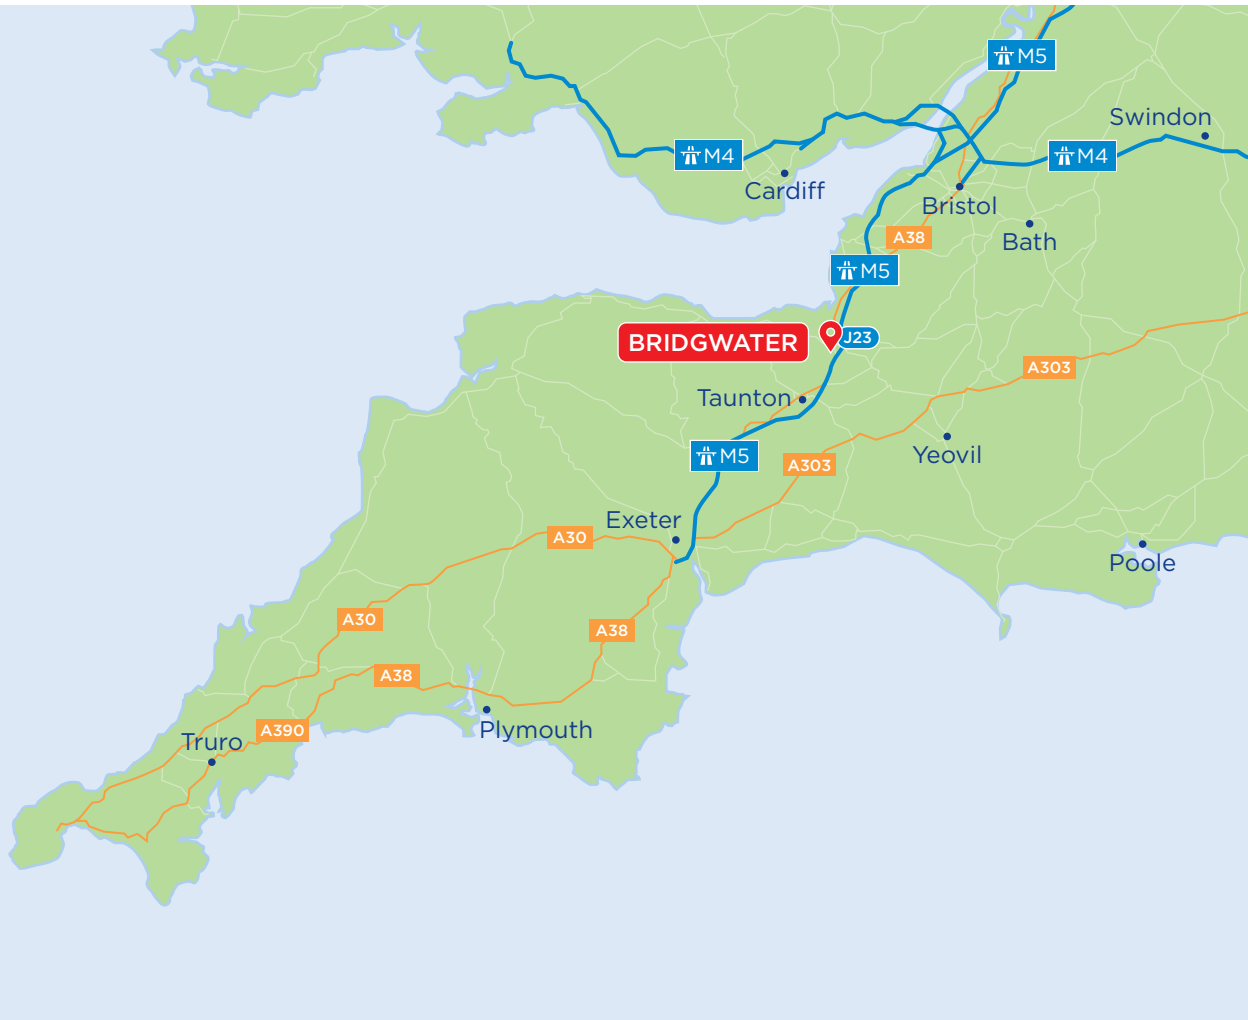 M5
Swindon
M4
M4
Cardiff
Bristol
A38
Bath
M5
BRIDGWATER
J23
A303
Taunton
Yeovil
M5
A303
Exeter
A30
Poole
A30
A38
A38
Plymouth
A390
Truro